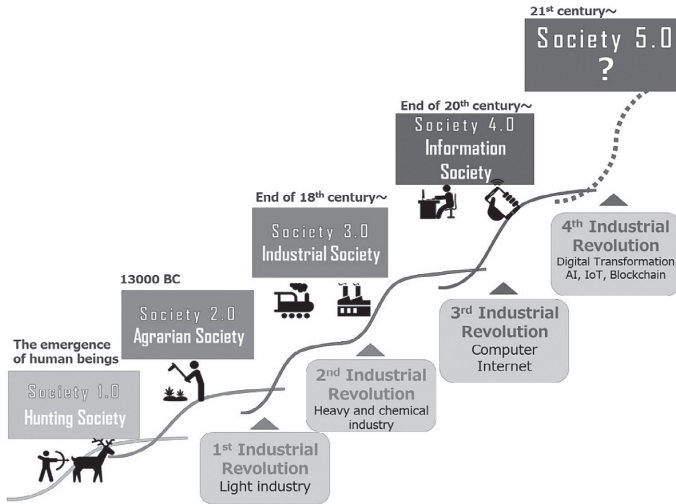 21st century～
Society 5.0
?
End of 20th century～
Society 4.0
Information
Society
End of 18th century～
Society 3.0
Industrial Society
13000 BC
Society 2.0
Agrarian Society
The emergence
of human beings
Society 1.0
Hunting Society
1st Industrial
Revolution
Light industry
2nd Industrial
Revolution
Heavy and chemical
industry
3rd Industrial
Revolution
Computer
Internet
4th Industrial
Revolution
Digital Transformation
AI, IoT, Blockchain